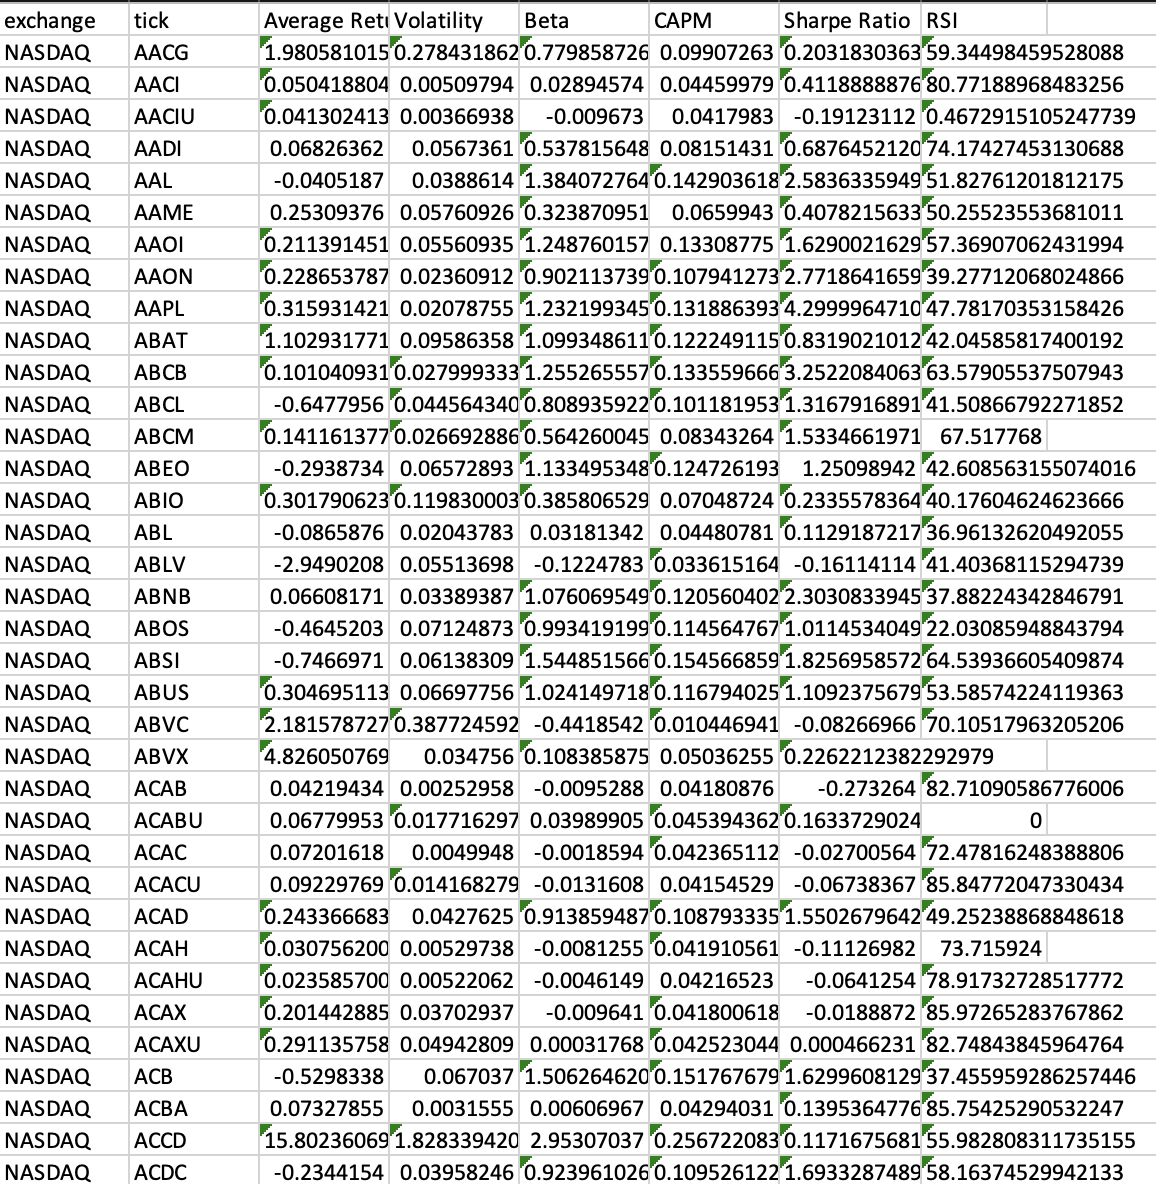 exchange tick Average Retu Volatility Beta CAPM Sharpe Ratio RSI
NASDAQ AACG 1.980581015 0.278431862 0.779858726 0.09907263 0.2031830363 59.34498459528088
NASDAQ AACI 0.050418804 0.00509794 0.02894574 0.04459979 0.4118888876 80.77188968483256
NASDAQ AACIU 0.041302413 0.00366938 -0.009673 0.0417983 -0.19123112 0.4672915105247739
NASDAQ AADI 0.06826362 0.0567361 0.537815648 0.08151431 0.6876452120 74.17427453130688
NASDAQ AAL -0.0405187 0.0388614 1.384072764 0.142903618 2.5836335949 51.82761201812175
NASDAQ AAME 0.25309376 0.05760926 0.323870951 0.0659943 0.4078215633 50.25523553681011
NASDAQ AAOI 0.211391451 0.05560935 1.248760157 0.13308775 1.6290021629 57.36907062431994
NASDAQ AAON 0.228653787 0.02360912 0.902113739 0.107941273 2.7718641659 39.27712068024866
NASDAQ AAPL 0.315931421 0.02078755 1.232199345 0.131886393 4.2999964710 47.78170353158426
NASDAQ ABAT 1.102931771 0.09586358 1.099348611 0.122249115 0.8319021012 42.04585817400192
NASDAQ ABCB 0.101040931 0.027999333 1.255265557 0.133559666 3.2522084063 63.57905537507943
NASDAQ ABCL -0.6477956 0.044564340 0.808935922 0.101181953 1.3167916891 41.50866792271852
NASDAQ ABCM 0.141161377 0.026692886 0.564260045 0.08343264 1.5334661971 67.517768
NASDAQ ABEO -0.2938734 0.06572893 1.133495348 0.124726193 1.25098942 42.608563155074016
NASDAQ ABIO 0.301790623 0.119830003 0.385806529 0.07048724 0.2335578364 40.17604624623666
NASDAQ ABL -0.0865876 0.02043783 0.03181342 0.04480781 0.1129187217 36.96132620492055
NASDAQ ABLV -2.9490208 0.05513698 -0.1224783 0.033615164 -0.16114114 41.40368115294739
NASDAQ ABNB 0.06608171 0.03389387 1.076069549 0.120560402 2.3030833945 37.88224342846791
NASDAQ ABOS -0.4645203 0.07124873 0.993419199 0.114564767 1.0114534049 22.03085948843794
NASDAQ ABSI -0.7466971 0.06138309 1.544851566 0.154566859 1.8256958572 64.53936605409874
NASDAQ ABUS 0.304695113 0.06697756 1.024149718 0.116794025 1.1092375679 53.58574224119363
NASDAQ ABVC 2.181578727 0.387724592 -0.4418542 0.010446941 -0.08266966 70.10517963205206
NASDAQ ABVX 4.826050769 0.034756 0.108385875 0.05036255 0.2262212382292979
NASDAQ ACAB 0.04219434 0.00252958 -0.0095288 0.04180876 -0.273264 82.71090586776006
NASDAQ ACABU 0.06779953 0.017716297 0.03989905 0.045394362 0.1633729024 0
NASDAQ ACAC 0.07201618 0.0049948 -0.0018594 0.042365112 -0.02700564 72.47816248388806
NASDAQ ACACU 0.09229769 0.014168279 -0.0131608 0.04154529 -0.06738367 85.84772047330434
NASDAQ ACAD 0.243366683 0.0427625 0.913859487 0.108793335 1.5502679642 49.25238868848618
NASDAQ ACAH 0.030756200 0.00529738 -0.0081255 0.041910561 -0.11126982 73.715924
NASDAQ ACAHU 0.023585700 0.00522062 -0.0046149 0.04216523 -0.0641254 78.91732728517772
NASDAQ ACAX 0.201442885 0.03702937 -0.009641 0.041800618 -0.0188872 85.97265283767862
NASDAQ ACAXU 0.291135758 0.04942809 0.00031768 0.042523044 0.000466231 82.74843845964764
NASDAQ ACB -0.5298338 0.067037 1.506264620 0.151767679 1.6299608129 37.455959286257446
NASDAQ ACBA 0.07327855 0.0031555 0.00606967 0.04294031 0.1395364776 85.75425290532247
NASDAQ ACCD 15.80236069 1.828339420 2.95307037 0.256722083 0.1171675681 55.982808311735155
NASDAQ ACDC -0.2344154 0.03958246 0.923961026 0.109526122 1.6933287489 58.16374529942133